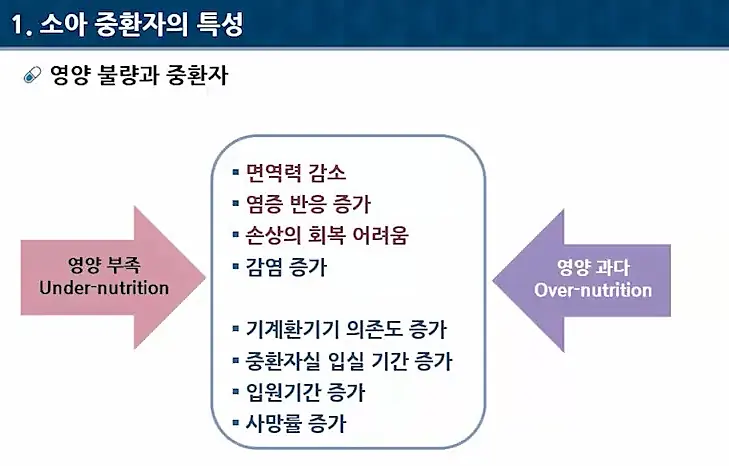 1. 소아 중환자의 특성
영양 불량과 중환자
▪ 면역력 감소
▪ 염증 반응 증가
▪ 손상의 회복 어려움
▪ 감염 증가
▪ 기계환기기 의존도 증가
▪ 중환자실 입실 기간 증가
▪ 입원기간 증가
▪ 사망률 증가
영양 부족
Under-nutrition
영양 과다
Over-nutrition